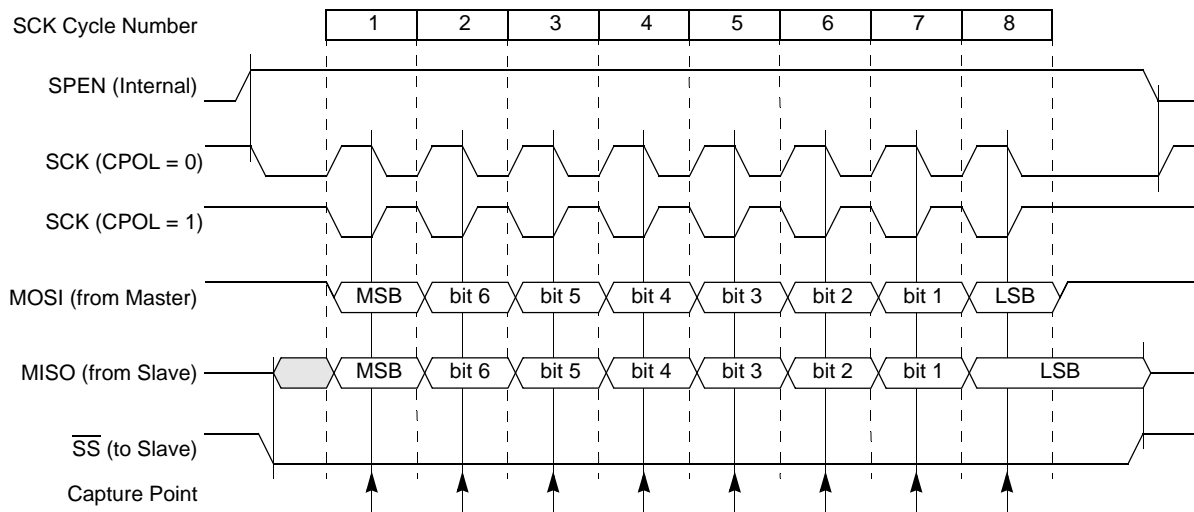 SCK Cycle Number 1 2 3 4 5 6 7 8
SPEN (Internal)
SCK (CPOL = 0)
SCK (CPOL = 1)
MOSI (from Master) MSB bit 6 bit 5 bit 4 bit 3 bit 2 bit 1 LSB
MISO (from Slave) MSB bit 6 bit 5 bit 4 bit 3 bit 2 bit 1 LSB
S̅S̅ (to Slave)
Capture Point